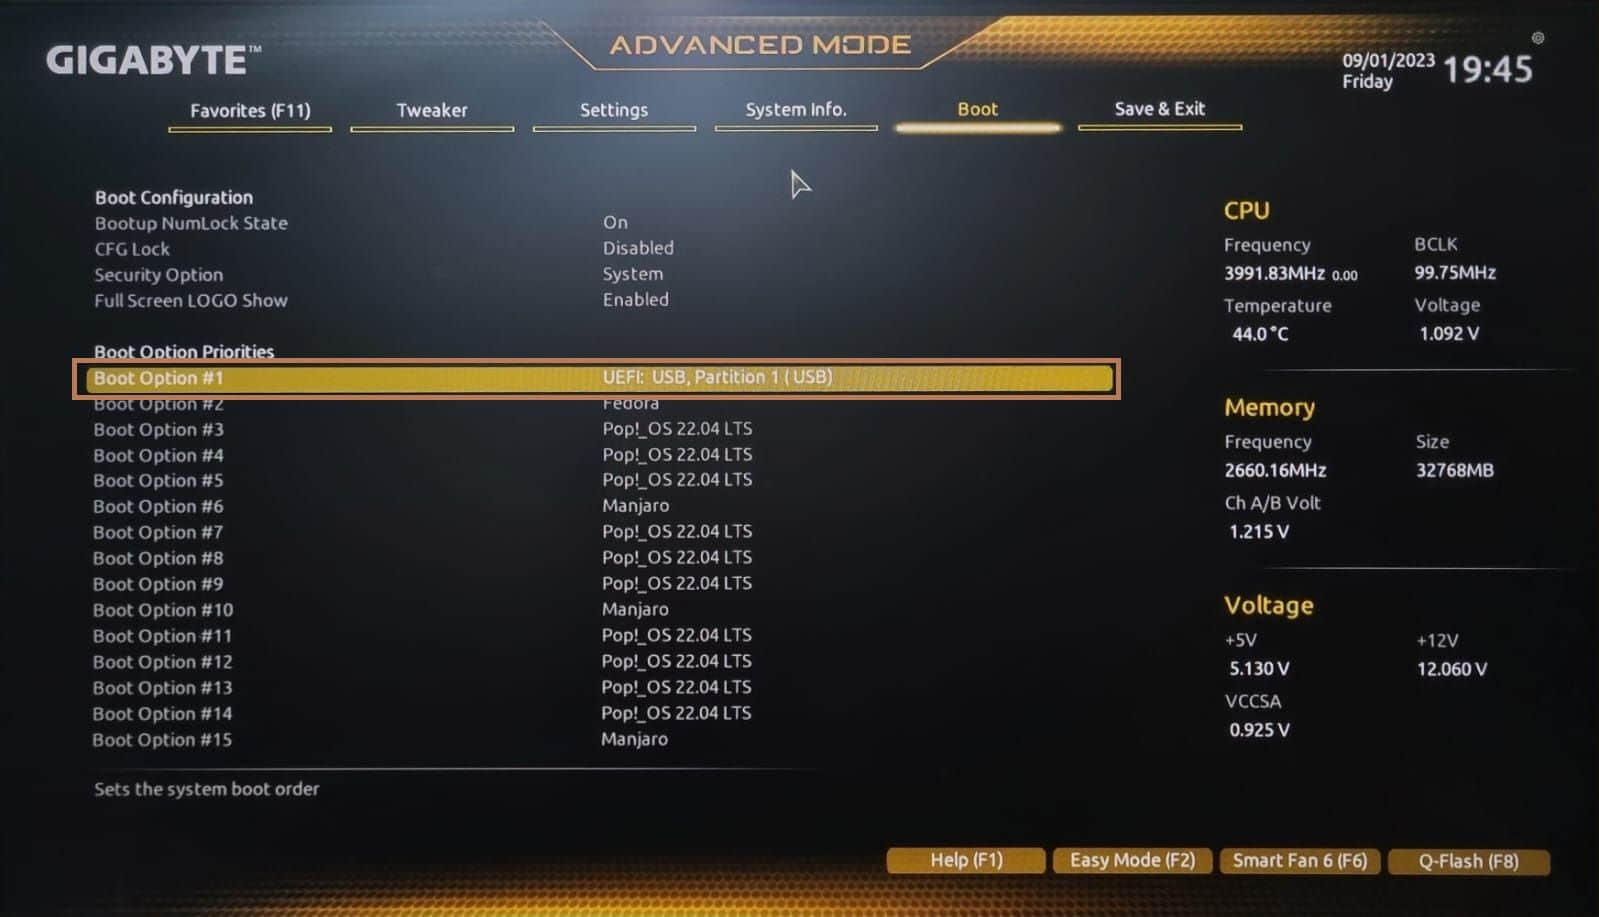 GIGABYTE™
ADVANCED MODE
09/01/2023 19:45
Friday
Favorites (F11) Tweaker Settings System Info. Boot Save & Exit
Boot Configuration
Bootup NumLock State On
CFG Lock Disabled
Security Option System
Full Screen LOGO Show Enabled
Boot Option Priorities
Boot Option #1 UEFI: USB, Partition 1 ( USB)
Boot Option #2 Fedora
Boot Option #3 Pop!_OS 22.04 LTS
Boot Option #4 Pop!_OS 22.04 LTS
Boot Option #5 Pop!_OS 22.04 LTS
Boot Option #6 Manjaro
Boot Option #7 Pop!_OS 22.04 LTS
Boot Option #8 Pop!_OS 22.04 LTS
Boot Option #9 Pop!_OS 22.04 LTS
Boot Option #10 Manjaro
Boot Option #11 Pop!_OS 22.04 LTS
Boot Option #12 Pop!_OS 22.04 LTS
Boot Option #13 Pop!_OS 22.04 LTS
Boot Option #14 Pop!_OS 22.04 LTS
Boot Option #15 Manjaro
Sets the system boot order
CPU
Frequency BCLK
3991.83MHz 0.00 99.75MHz
Temperature Voltage
44.0°C 1.092 V
Memory
Frequency Size
2660.16MHz 32768MB
Ch A/B Volt
1.215 V
Voltage
+5V +12V
5.130 V 12.060 V
VCCSA
0.925 V
Help (F1) Easy Mode (F2) Smart Fan 6 (F6) Q-Flash (F8)